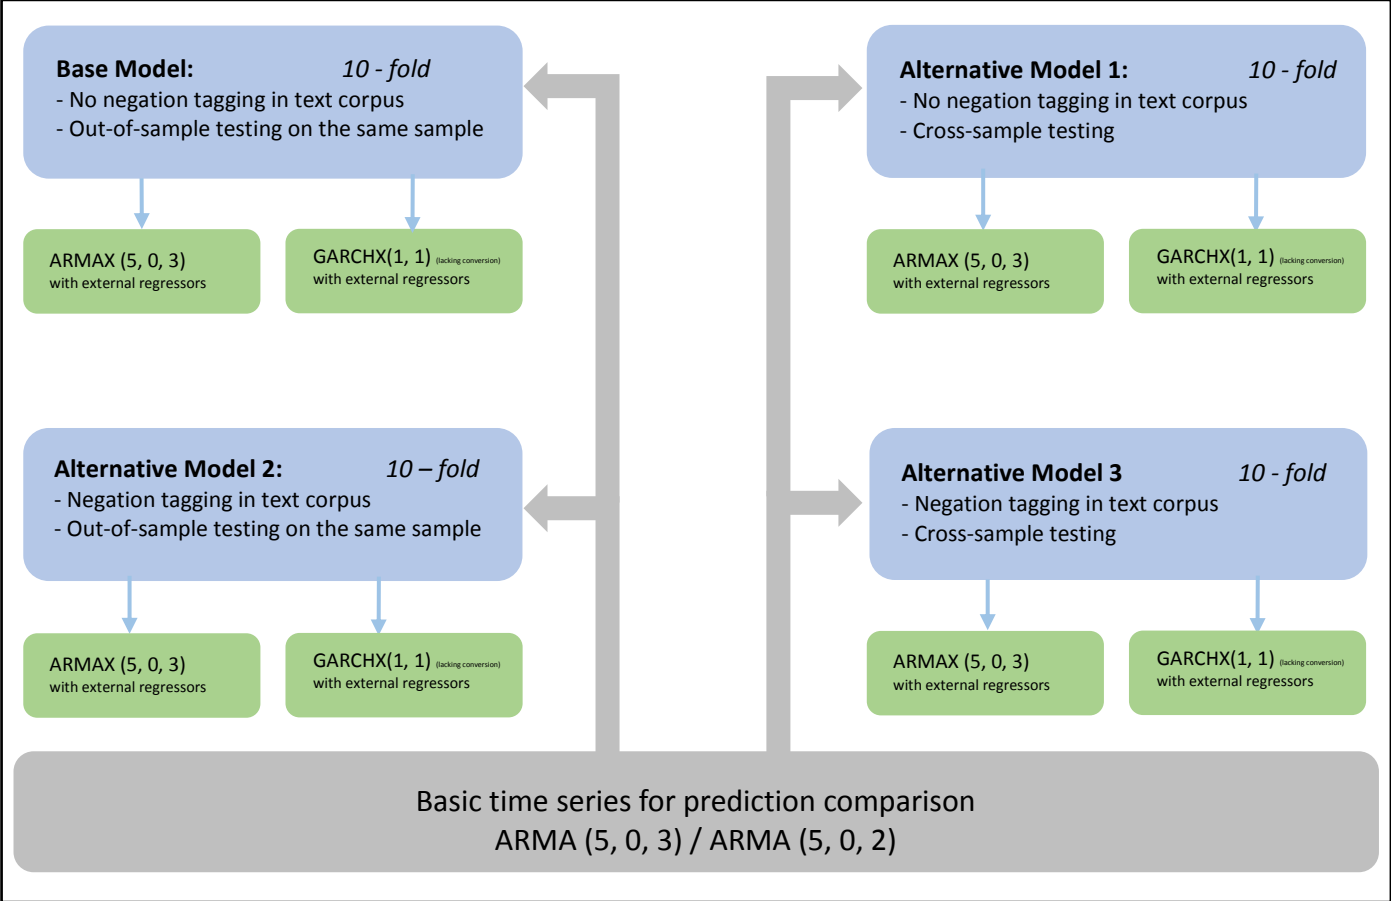 Base Model: 10 - fold
- No negation tagging in text corpus
- Out-of-sample testing on the same sample
ARMAX (5, 0, 3)
with external regressors
GARCHX(1, 1) (lacking conversion)
with external regressors
Alternative Model 1: 10 - fold
- No negation tagging in text corpus
- Cross-sample testing
ARMAX (5, 0, 3)
with external regressors
GARCHX(1, 1) (lacking conversion)
with external regressors
Alternative Model 2: 10 – fold
- Negation tagging in text corpus
- Out-of-sample testing on the same sample
ARMAX (5, 0, 3)
with external regressors
GARCHX(1, 1) (lacking conversion)
with external regressors
Alternative Model 3 10 - fold
- Negation tagging in text corpus
- Cross-sample testing
ARMAX (5, 0, 3)
with external regressors
GARCHX(1, 1) (lacking conversion)
with external regressors
Basic time series for prediction comparison
ARMA (5, 0, 3) / ARMA (5, 0, 2)